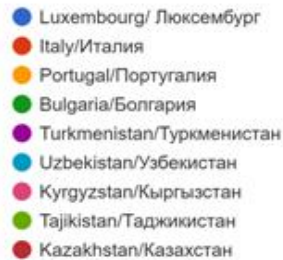 Luxembourg/ Люксембург
Italy/Италия
Portugal/Португалия
Bulgaria/Болгария
Turkmenistan/Туркменистан
Uzbekistan/Узбекистан
Kyrgyzstan/Кыргызстан
Tajikistan/Таджикистан
Kazakhstan/Казахстан